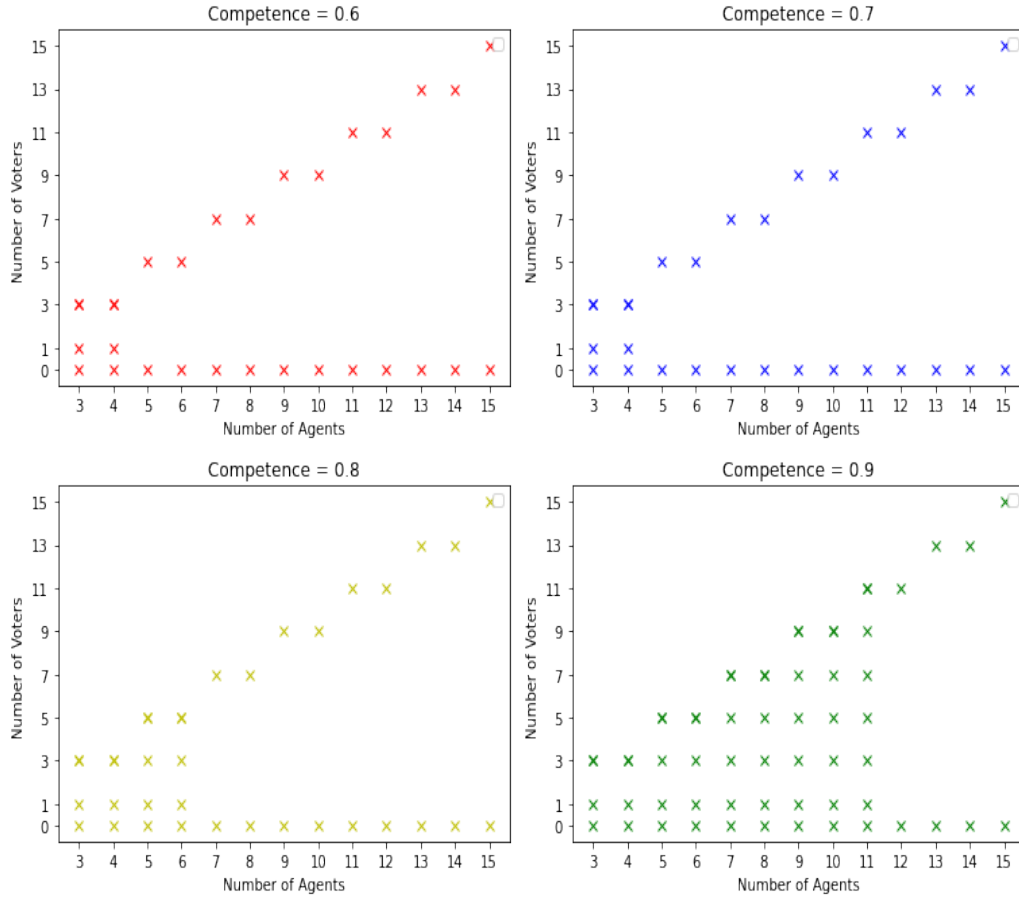 Competence = 0.6
15
13
11
9
7
5
3
1
0
Number of Voters
3 4 5 6 7 8 9 10 11 12 13 14 15
Number of Agents
Competence = 0.7
15
13
11
9
7
5
3
1
0
Number of Voters
3 4 5 6 7 8 9 10 11 12 13 14 15
Number of Agents
Competence = 0.8
15
13
11
9
7
5
3
1
0
Number of Voters
3 4 5 6 7 8 9 10 11 12 13 14 15
Number of Agents
Competence = 0.9
15
13
11
9
7
5
3
1
0
Number of Voters
3 4 5 6 7 8 9 10 11 12 13 14 15
Number of Agents